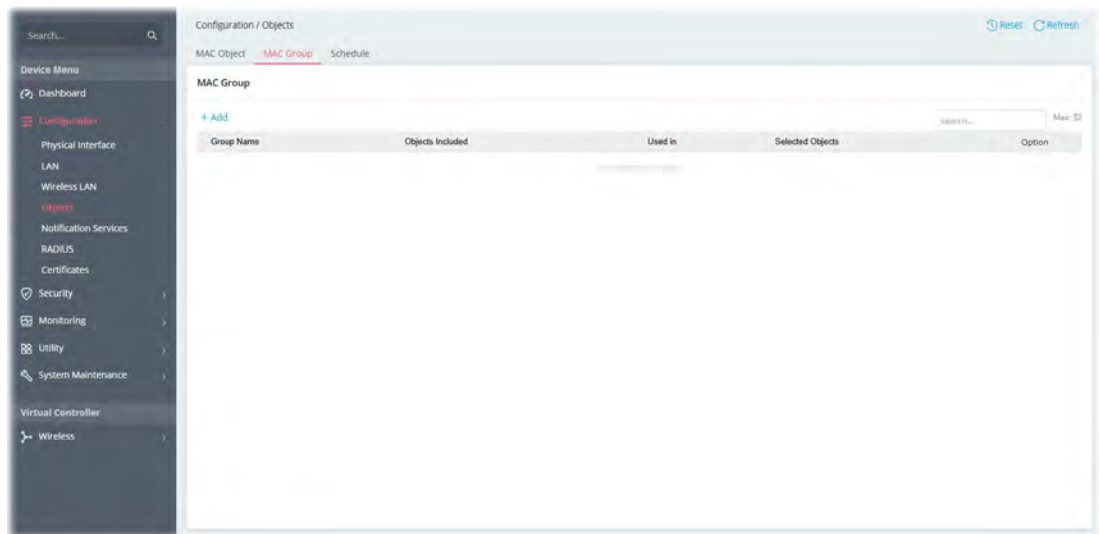 Search...
Configuration / Objects
Reset
Refresh
MAC Object
MAC Group
Schedule
Device Menu
MAC Group
Dashboard
Configuration
+ Add
Search...
Max:
Physical Interface
Group Name
Objects Included
Used in
Selected Objects
Option
LAN
Wireless LAN
Objects
Notification Services
RADIUS
Certificates
Security
Monitoring
Utility
System Maintenance
Virtual Controller
Wireless